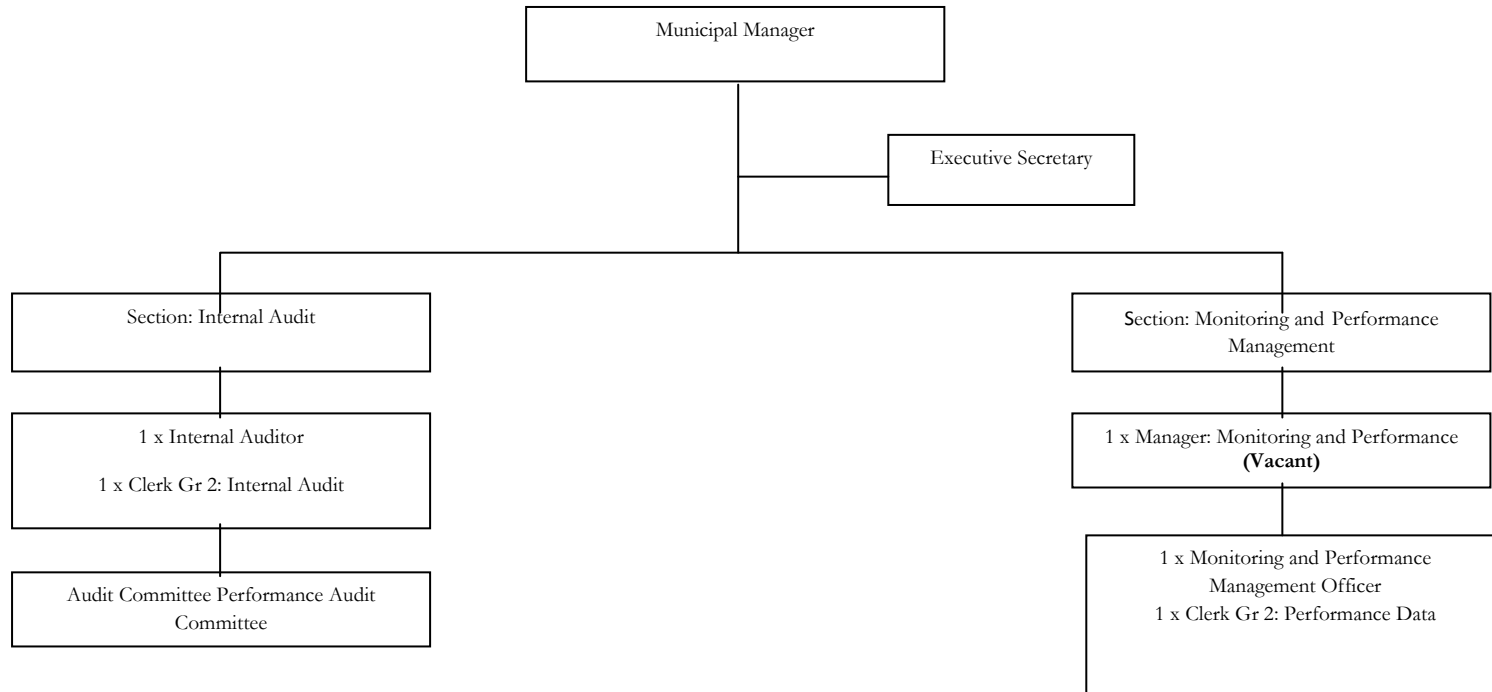 Municipal Manager
Executive Secretary
Section: Internal Audit
1 x Internal Auditor
1 x Clerk Gr 2: Internal Audit
Audit Committee Performance Audit
Committee
Section: Monitoring and Performance
Management
1 x Manager: Monitoring and Performance
(Vacant)
1 x Monitoring and Performance
Management Officer
1 x Clerk Gr 2: Performance Data